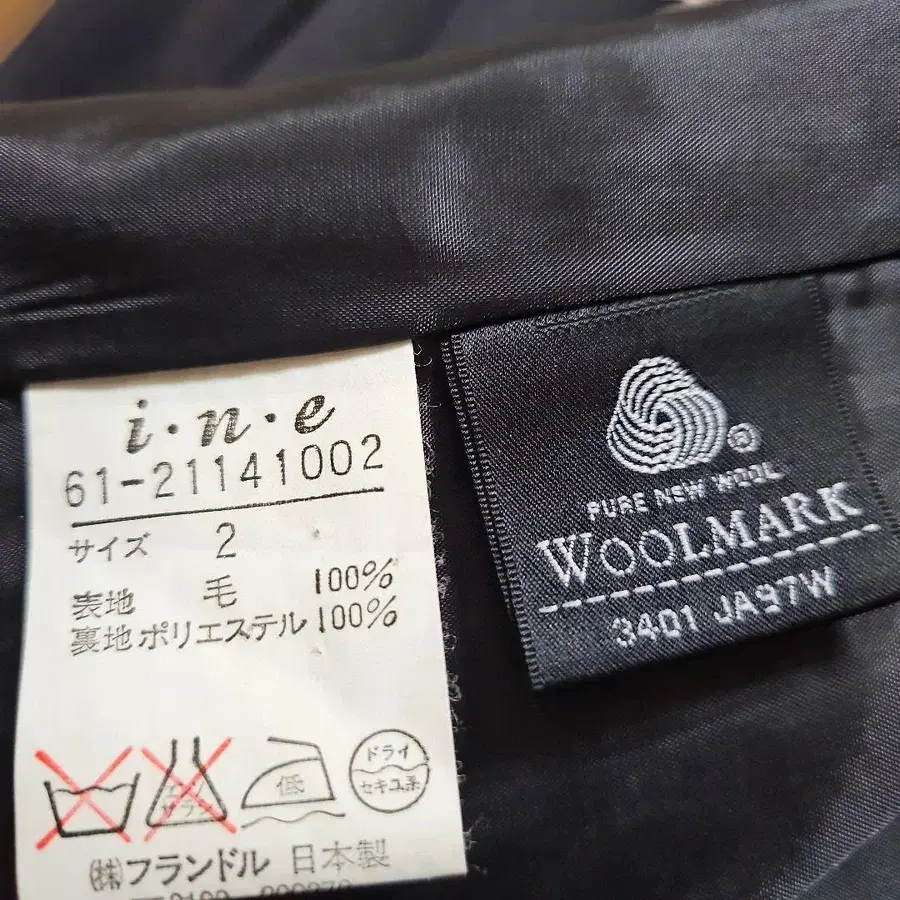 i・n・e
61-21141002
サイズ 2
表地 毛 100%
裏地 ポリエステル 100%
エンソ
サラシ
低
ドライ
セキユ系
(株)フランドル 日本製
PURE NEW WOOL
WOOLMARK
3401 JA97W